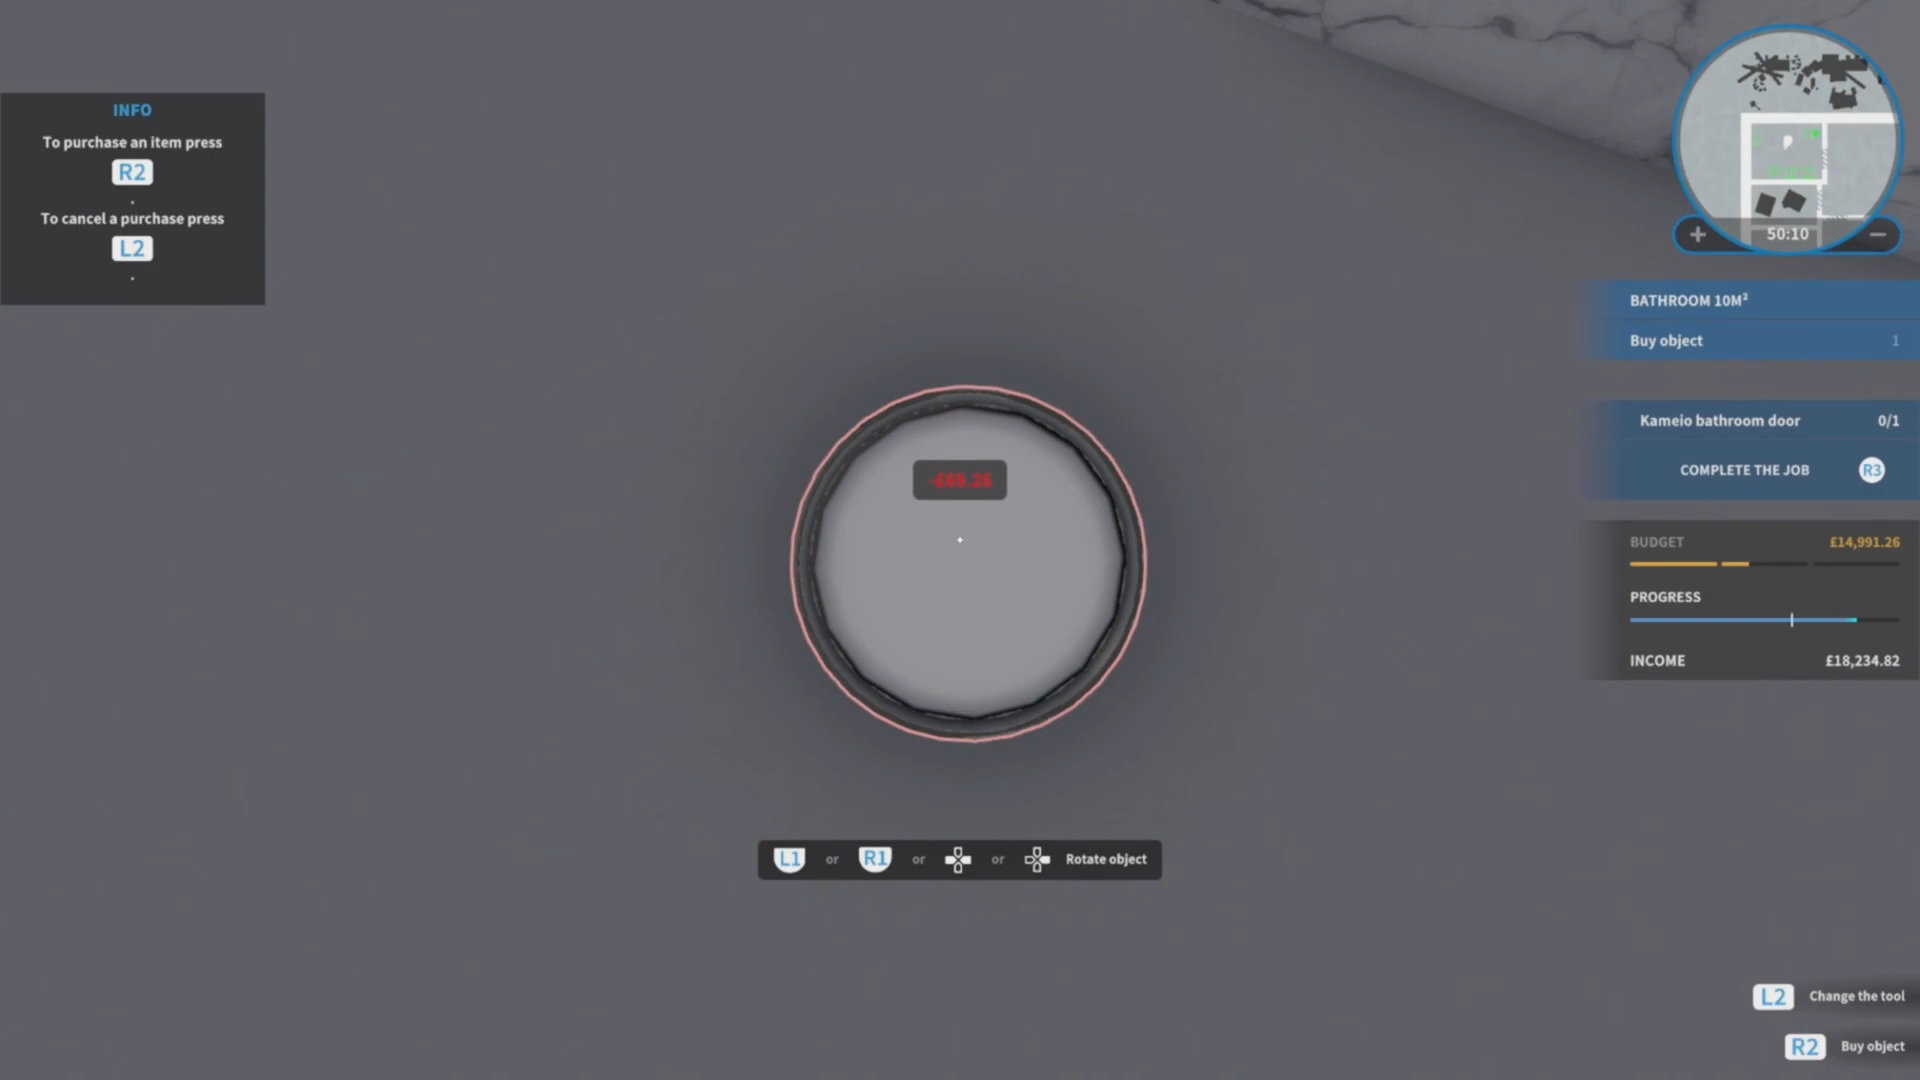 INFO
To purchase an item press
R2
.
To cancel a purchase press
L2
.
50:10
BATHROOM 10M²
Buy object 1
Kameio bathroom door 0/1
COMPLETE THE JOB R3
BUDGET £14,991.26
PROGRESS
INCOME £18,234.82
-£69.26
L1 or R1 or or Rotate object
L2 Change the tool
R2 Buy object